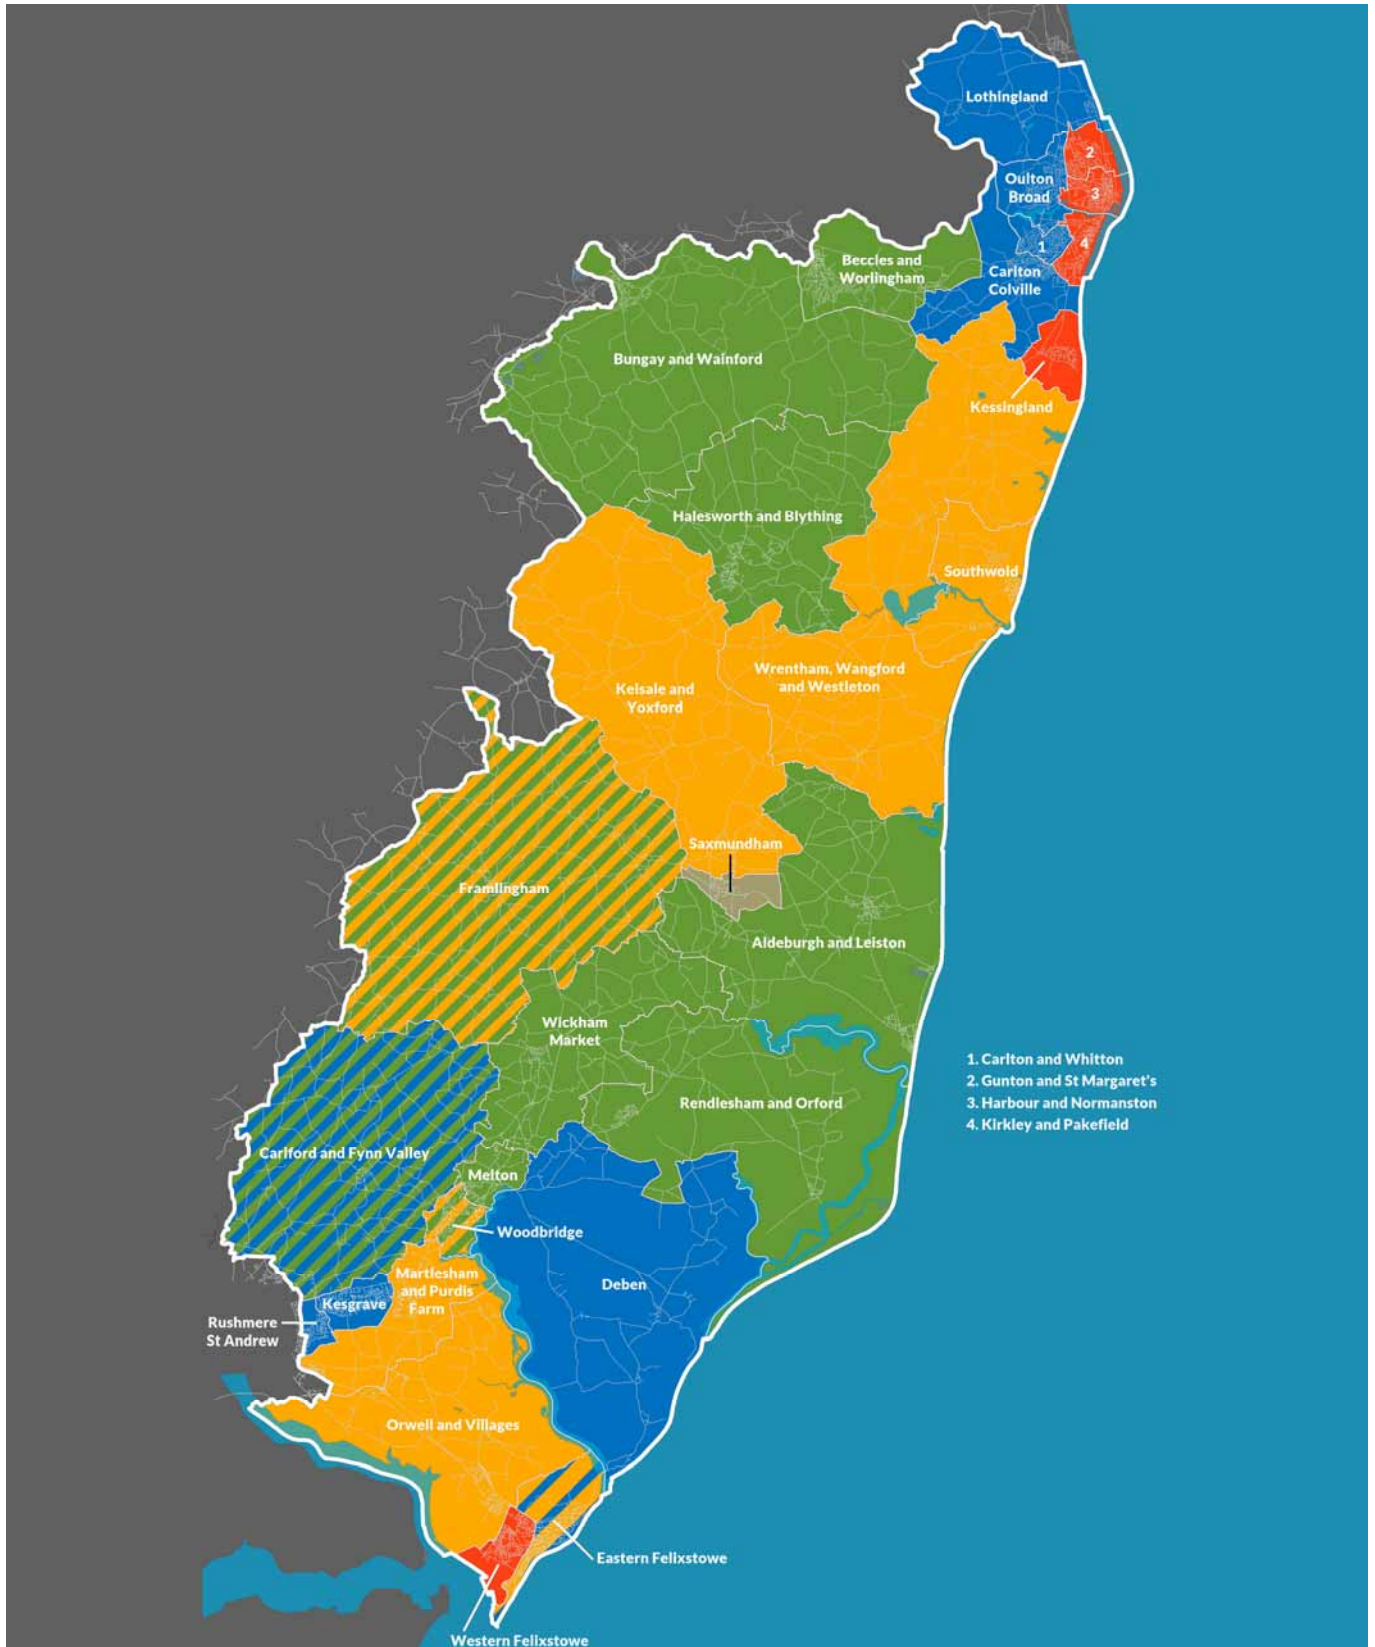 Lothingland
2
Oulton
Broad
3
1
4
Beccles and
Worlingham
Carlton
Colville
Bungay and Wainford
Kessingland
Halesworth and Blything
Southwold
Wrentham, Wangford
and Westleton
Kelsale and
Yoxford
Saxmundham
Framlingham
Aldeburgh and Leiston
Wickham
Market
1. Carlton and Whitton
2. Gunton and St Margaret's
3. Harbour and Normanston
4. Kirkley and Pakefield
Rendlesham and Orford
Carlford and Fynn Valley
Melton
Woodbridge
Martlesham
and Purdis
Farm
Deben
Kesgrave
Rushmere
St Andrew
Orwell and Villages
Eastern Felixstowe
Western Felixstowe